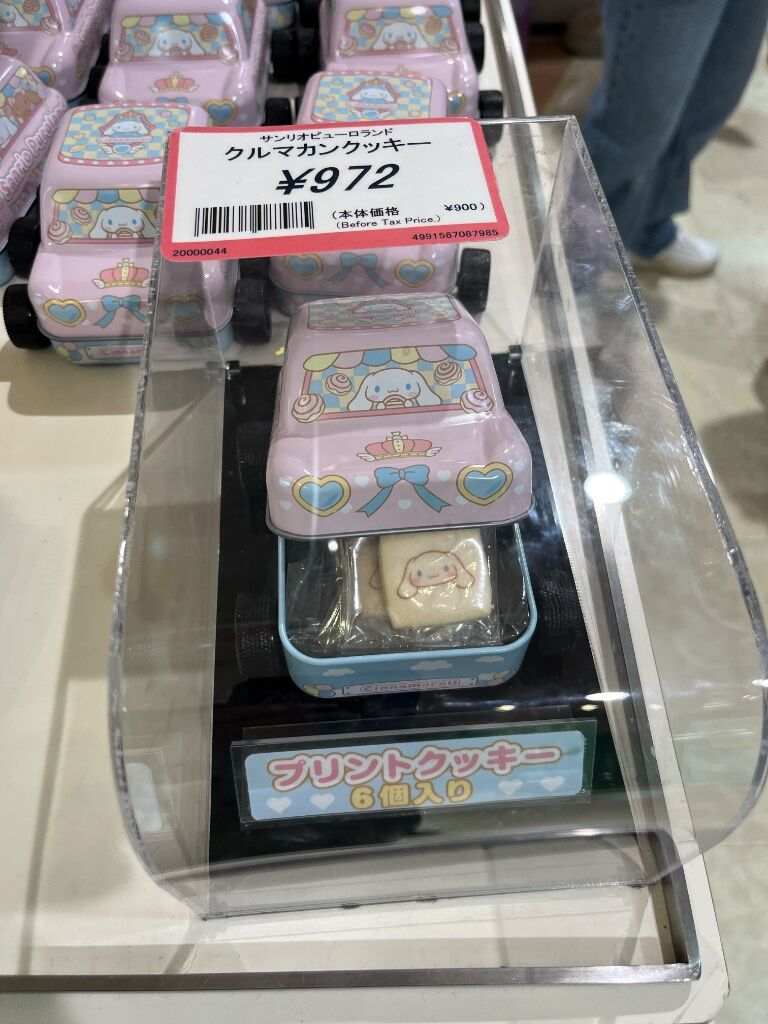 サンリオピューロランド
クルマカンクッキー
¥972
(本体価格 ¥900)
(Before Tax Price.)
20000044 4991567087985
Cinnamoroll
プリントクッキー
6個入り